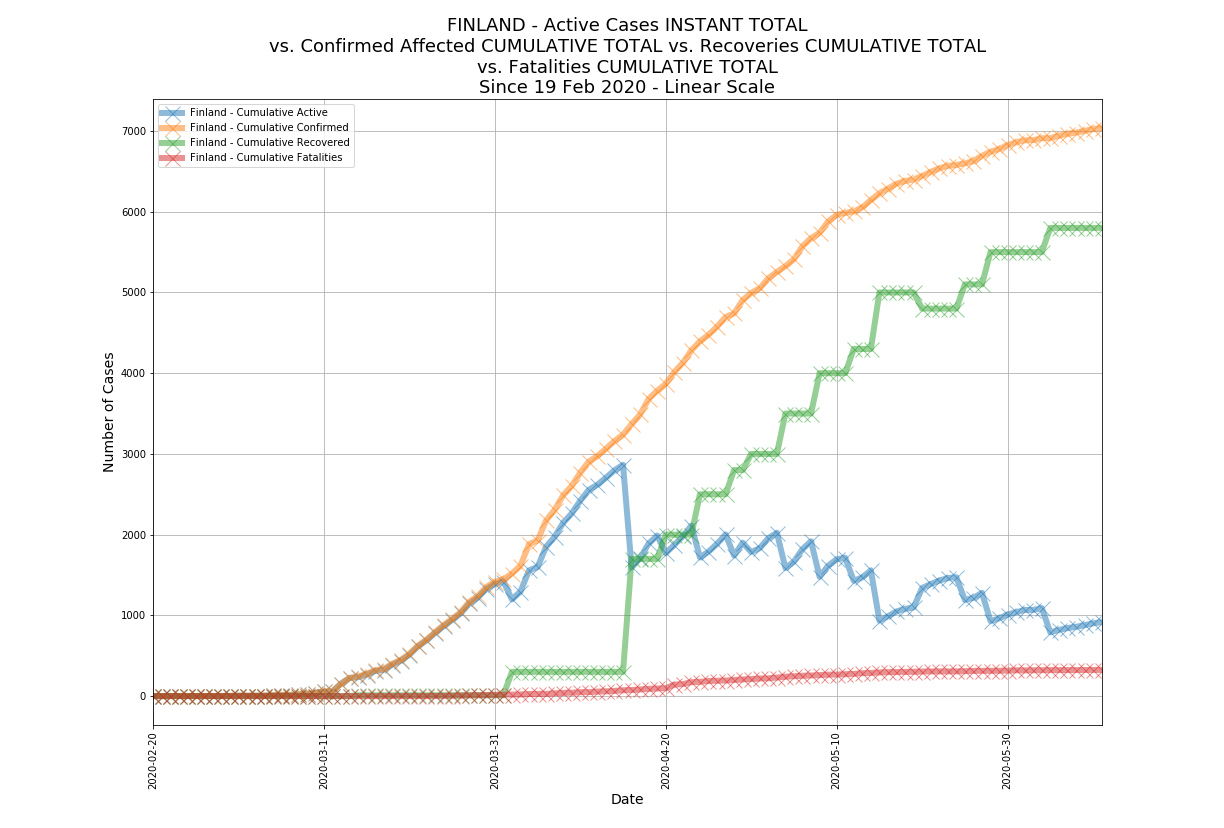 FINLAND - Active Cases INSTANT TOTAL
vs. Confirmed Affected CUMULATIVE TOTAL vs. Recoveries CUMULATIVE TOTAL
vs. Fatalities CUMULATIVE TOTAL
Since 19 Feb 2020 - Linear Scale
Finland - Cumulative Active
Finland - Cumulative Confirmed
Finland - Cumulative Recovered
Finland - Cumulative Fatalities
Number of Cases
7000
6000
5000
4000
3000
2000
1000
0
2020-02-20
2020-03-11
2020-03-31
2020-04-20
2020-05-10
2020-05-30
Date